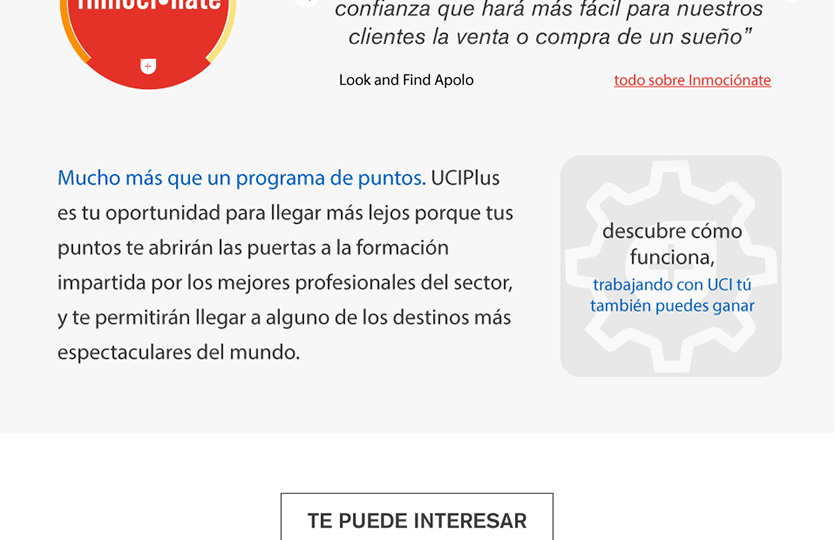 Inmoci•nate
confianza que hará más fácil para nuestros
clientes la venta o compra de un sueño”
Look and Find Apolo
todo sobre Inmociónate
Mucho más que un programa de puntos. UCIPlus
es tu oportunidad para llegar más lejos porque tus
puntos te abrirán las puertas a la formación
impartida por los mejores profesionales del sector,
y te permitirán llegar a alguno de los destinos más
espectaculares del mundo.
descubre cómo
funciona,
trabajando con UCI tú
también puedes ganar
TE PUEDE INTERESAR